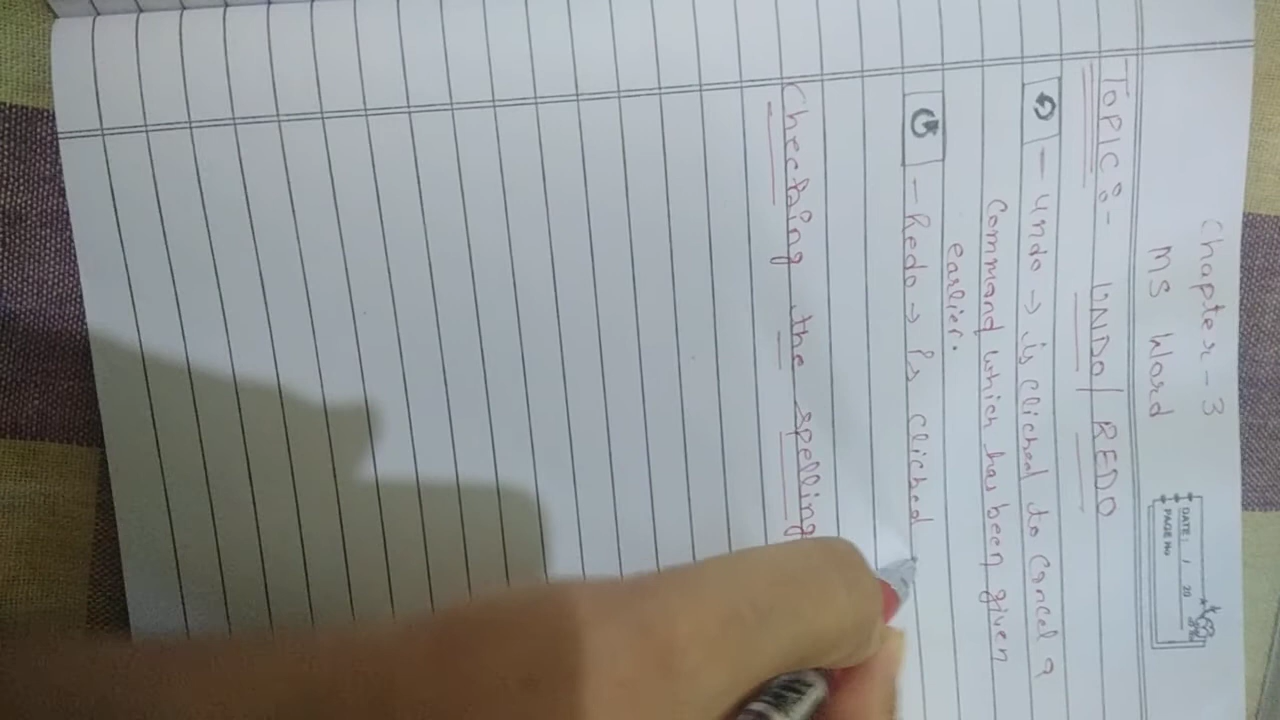 Chapter - 3
MS Word
DATE: / 20
PAGE No
TOPIC :- UNDO / REDO
- Undo → is clicked to Cancel a
Command which has been given
earlier.
- Redo → is clicked
Checking the spelling